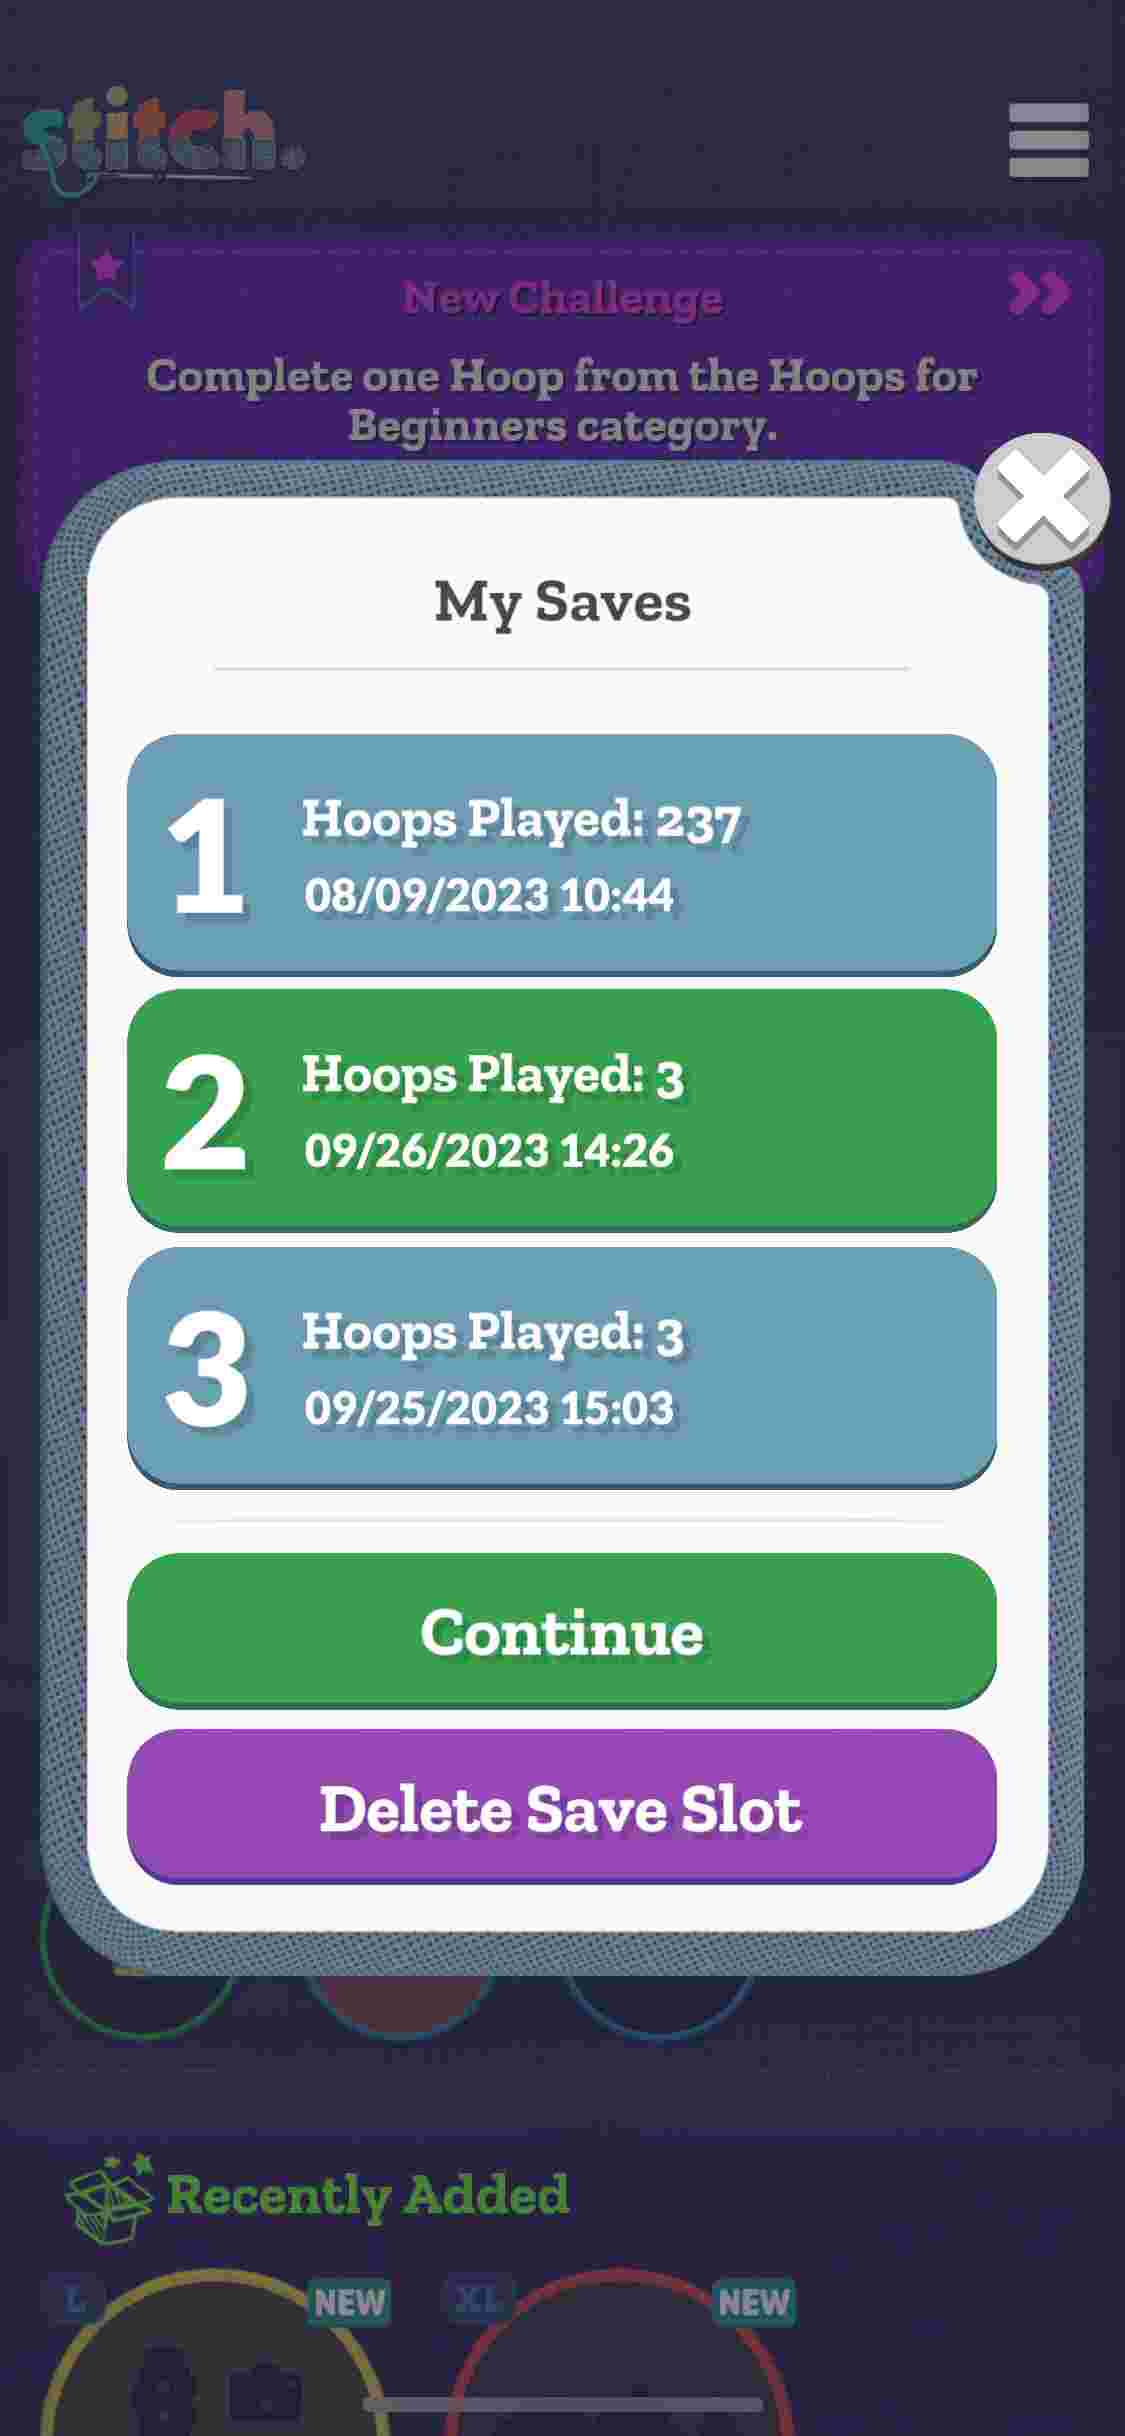 stitch.
New Challenge
Complete one Hoop from the Hoops for
Beginners category.
My Saves
1
Hoops Played: 237
08/09/2023 10:44
2
Hoops Played: 3
09/26/2023 14:26
3
Hoops Played: 3
09/25/2023 15:03
Continue
Delete Save Slot
Recently Added
L
NEW
XL
NEW